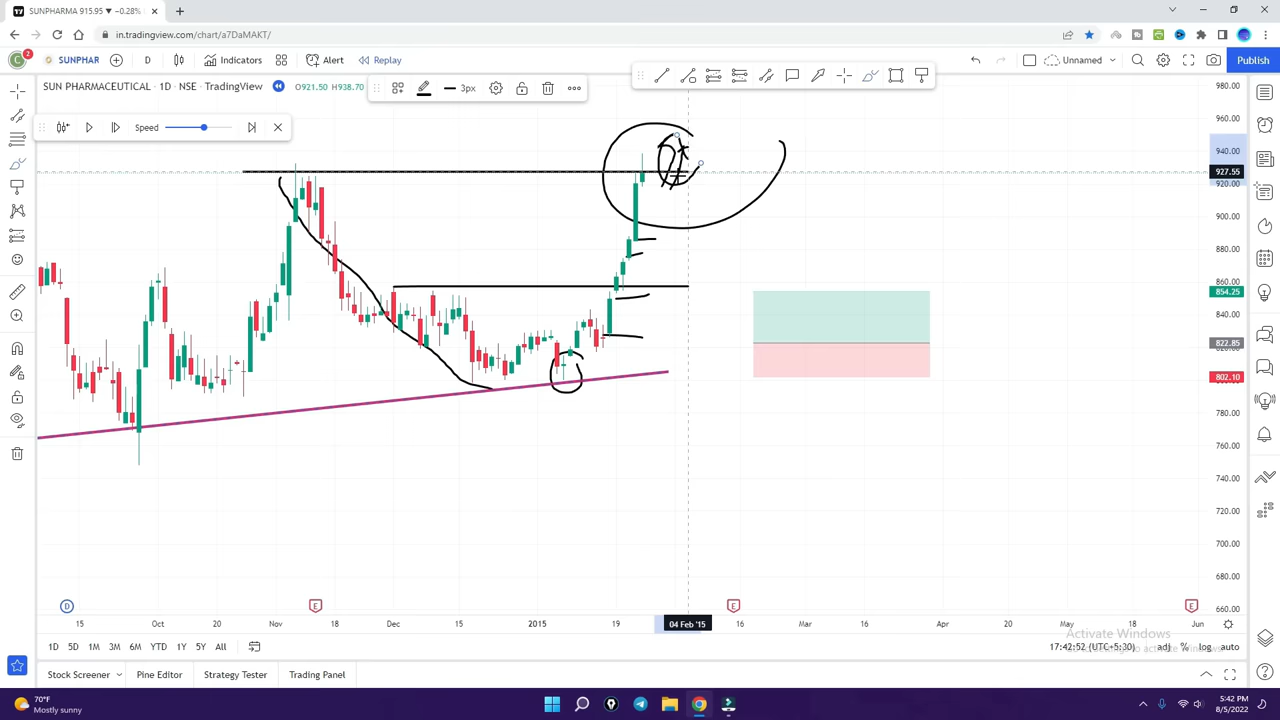 SUNPHARMA 915.95 ▼ −0.28%
in.tradingview.com/chart/a7DaMAKT/
C 2 SUNPHAR D Indicators Alert Replay Unnamed Publish
SUN PHARMACEUTICAL · 1D · NSE · TradingView O921.50 H938.70 3px
Speed
980.00
960.00
940.00
927.55
920.00
900.00
880.00
860.00
854.25
840.00
822.85
802.10
780.00
760.00
740.00
720.00
700.00
680.00
660.00
D E E E
15 Oct 20 Nov 18 Dec 15 2015 19 04 Feb '15 16 Mar 16 Apr 20 May 18 Jun
Activate Windows
1D 5D 1M 3M 6M YTD 1Y 5Y All 17:42:52 (UTC+5:30) adj % log auto
Stock Screener Pine Editor Strategy Tester Trading Panel
70°F
Mostly sunny
5:42 PM
8/5/2022